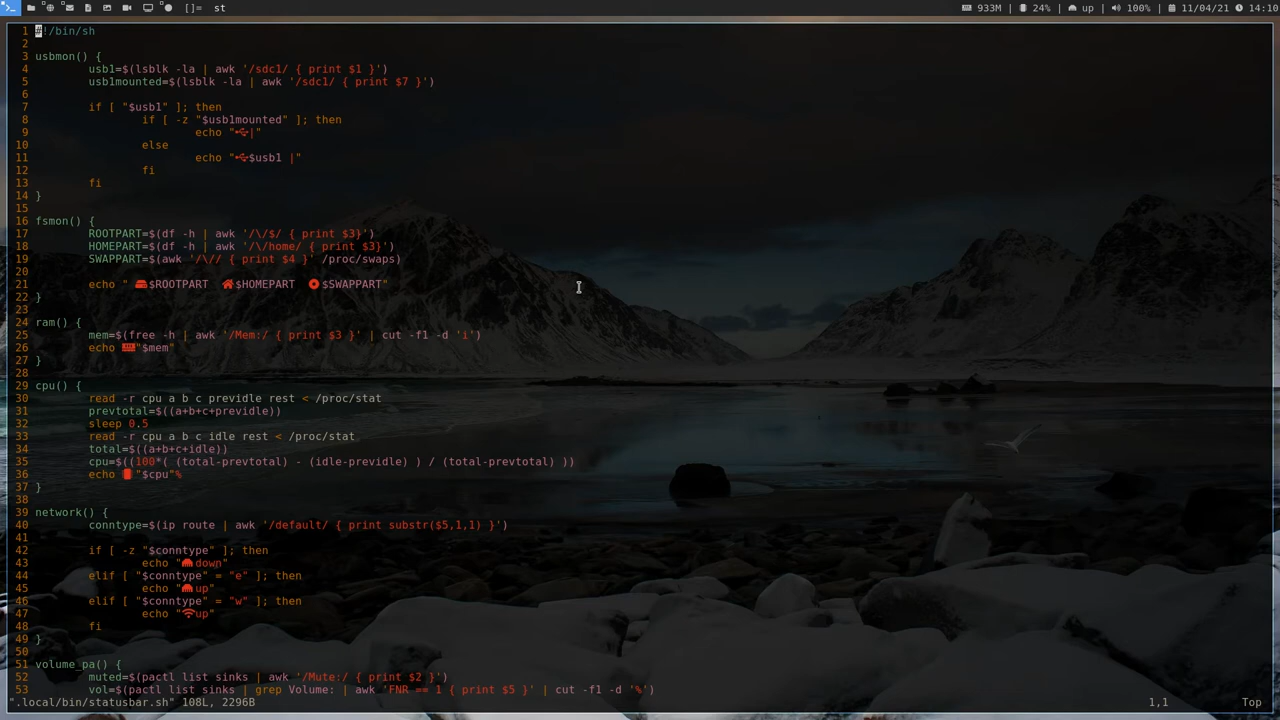 []= st 933M | 24% | up | 100% | 11/04/21 14:10
1 #!/bin/sh
2
3 usbmon() {
4 usb1=$(lsblk -la | awk '/sdc1/ { print $1 }')
5 usb1mounted=$(lsblk -la | awk '/sdc1/ { print $7 }')
6
7 if [ "$usb1" ]; then
8 if [ -z "$usb1mounted" ]; then
9 echo "|"
10 else
11 echo "$usb1 |"
12 fi
13 fi
14 }
15
16 fsmon() {
17 ROOTPART=$(df -h | awk '/\/$/ { print $3}')
18 HOMEPART=$(df -h | awk '/\/home/ { print $3}')
19 SWAPPART=$(awk '/\// { print $4 }' /proc/swaps)
20
21 echo " $ROOTPART $HOMEPART $SWAPPART"
22 }
23
24 ram() {
25 mem=$(free -h | awk '/Mem:/ { print $3 }' | cut -f1 -d 'i')
26 echo "$mem"
27 }
28
29 cpu() {
30 read -r cpu a b c previdle rest < /proc/stat
31 prevtotal=$((a+b+c+previdle))
32 sleep 0.5
33 read -r cpu a b c idle rest < /proc/stat
34 total=$((a+b+c+idle))
35 cpu=$((100*( (total-prevtotal) - (idle-previdle) ) / (total-prevtotal) ))
36 echo "$cpu"%
37 }
38
39 network() {
40 conntype=$(ip route | awk '/default/ { print substr($5,1,1) }')
41
42 if [ -z "$conntype" ]; then
43 echo "down"
44 elif [ "$conntype" = "e" ]; then
45 echo "up"
46 elif [ "$conntype" = "w" ]; then
47 echo "up"
48 fi
49 }
50
51 volume_pa() {
52 muted=$(pactl list sinks | awk '/Mute:/ { print $2 }')
53 vol=$(pactl list sinks | grep Volume: | awk 'FNR == 1 { print $5 }' | cut -f1 -d '%')
".local/bin/statusbar.sh" 108L, 2296B 1,1 Top